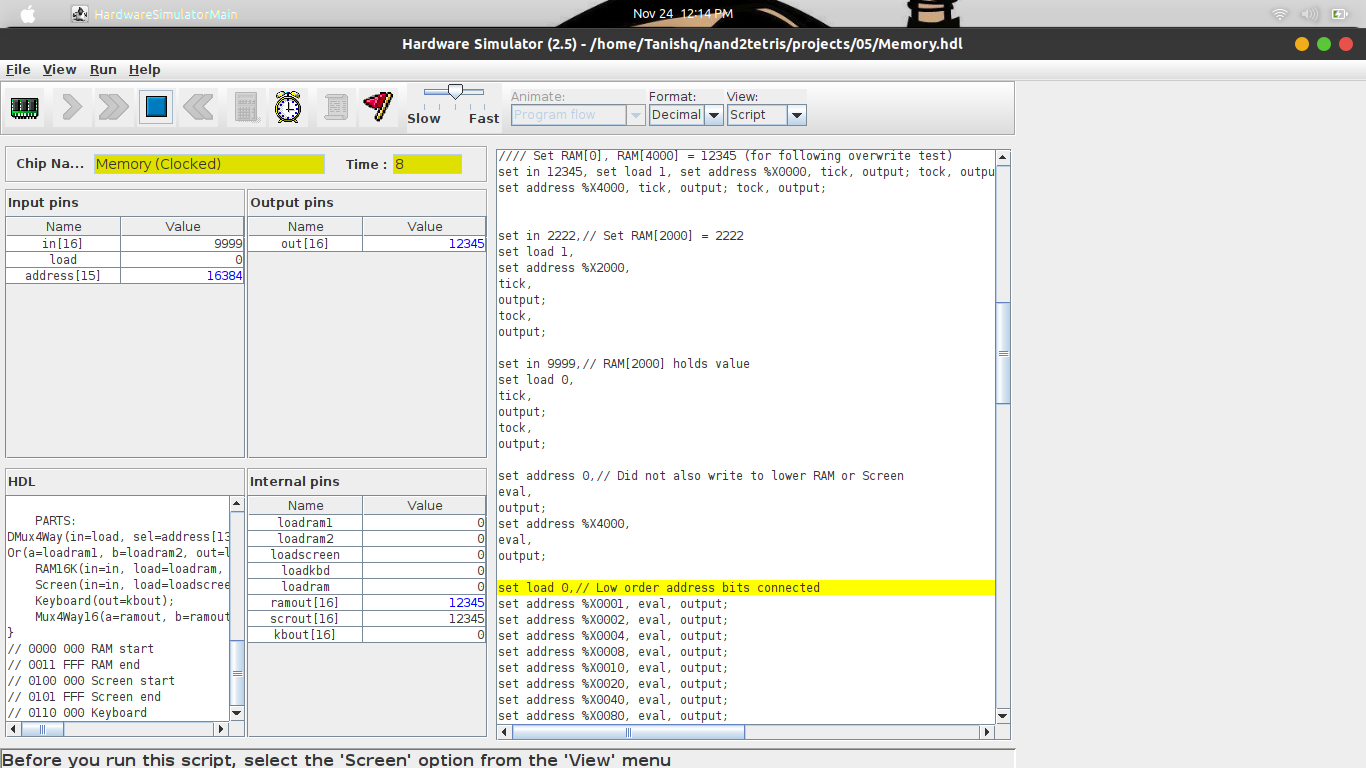 HardwareSimulatorMain
Nov 24 12:14 PM
Hardware Simulator (2.5) - /home/Tanishq/nand2tetris/projects/05/Memory.hdl
File View Run Help
Slow Fast
Animate: Format: View:
Program flow Decimal Script
Chip Na... Memory (Clocked) Time : 8
Input pins
Name Value
in[16] 9999
load 0
address[15] 16384
Output pins
Name Value
out[16] 12345
HDL
PARTS:
DMux4Way(in=load, sel=address[13
Or(a=loadram1, b=loadram2, out=l
RAM16K(in=in, load=loadram,
Screen(in=in, load=loadscree
Keyboard(out=kbout);
Mux4Way16(a=ramout, b=ramout
}
// 0000 000 RAM start
// 0011 FFF RAM end
// 0100 000 Screen start
// 0101 FFF Screen end
// 0110 000 Keyboard
Internal pins
Name Value
loadram1 0
loadram2 0
loadscreen 0
loadkbd 0
loadram 0
ramout[16] 12345
scrout[16] 12345
kbout[16] 0
//// Set RAM[0], RAM[4000] = 12345 (for following overwrite test)
set in 12345, set load 1, set address %X0000, tick, output; tock, outpu
set address %X4000, tick, output; tock, output;
set in 2222,// Set RAM[2000] = 2222
set load 1,
set address %X2000,
tick,
output;
tock,
output;
set in 9999,// RAM[2000] holds value
set load 0,
tick,
output;
tock,
output;
set address 0,// Did not also write to lower RAM or Screen
eval,
output;
set address %X4000,
eval,
output;
set load 0,// Low order address bits connected
set address %X0001, eval, output;
set address %X0002, eval, output;
set address %X0004, eval, output;
set address %X0008, eval, output;
set address %X0010, eval, output;
set address %X0020, eval, output;
set address %X0040, eval, output;
set address %X0080, eval, output;
Before you run this script, select the 'Screen' option from the 'View' menu